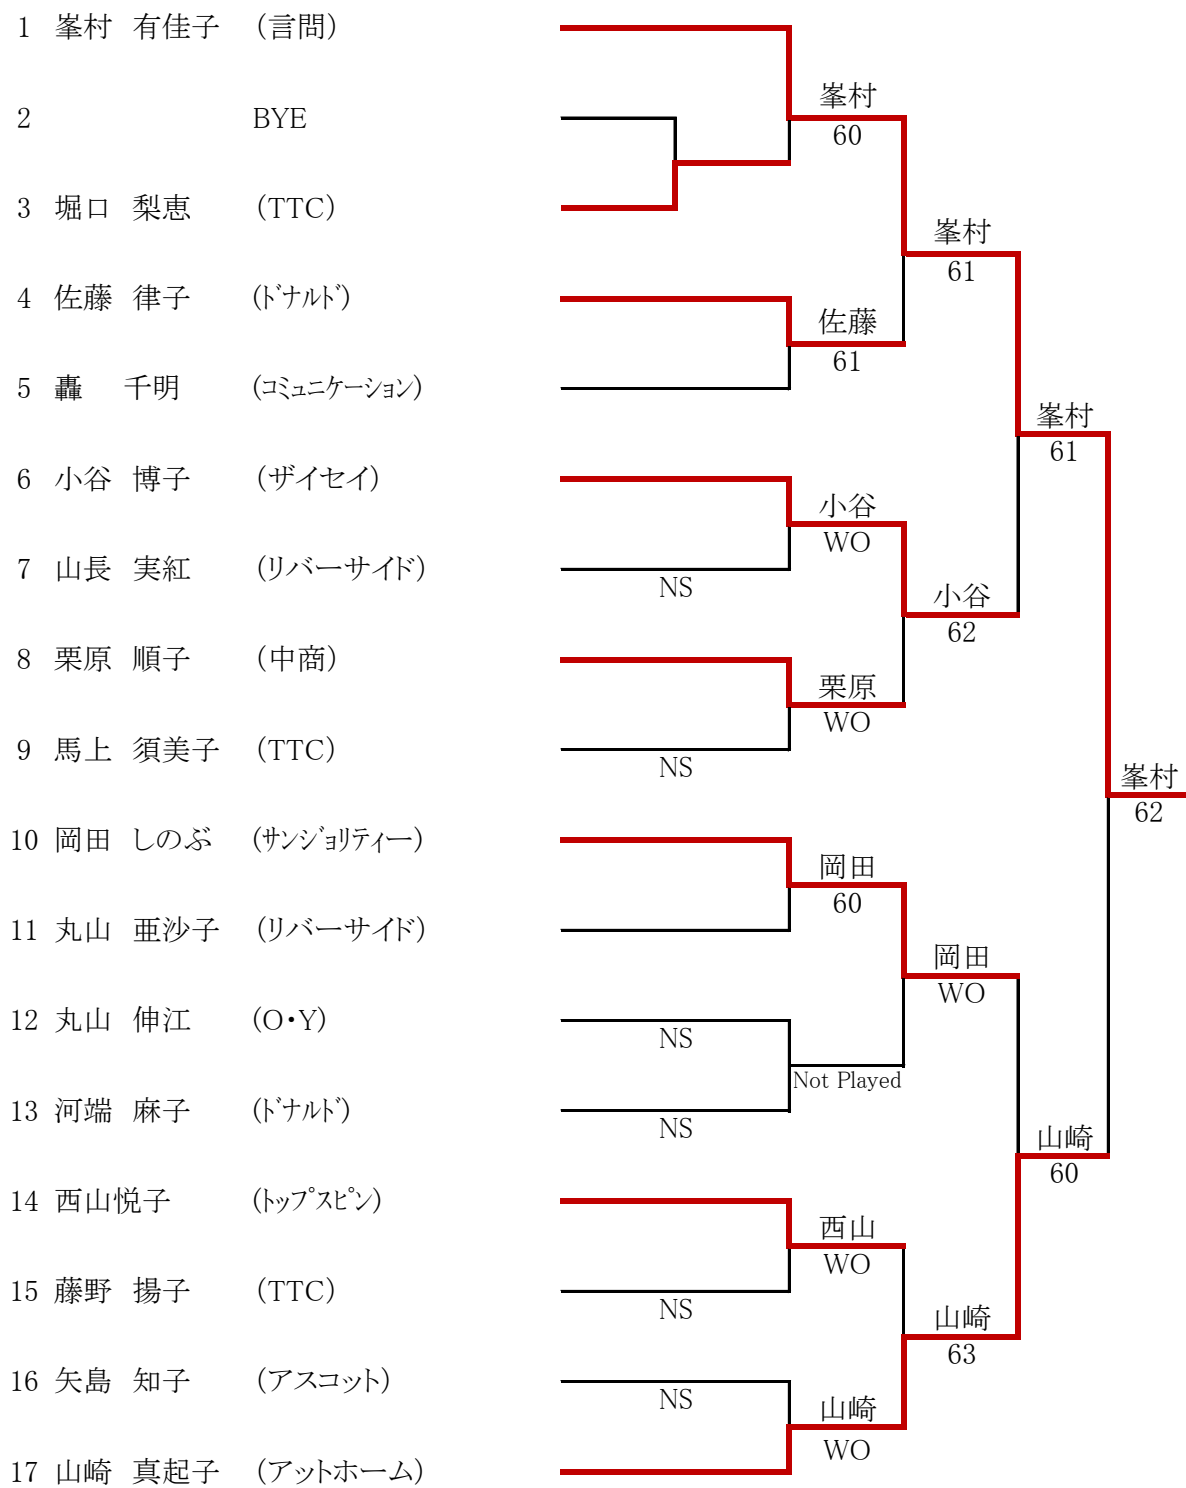 1 峯村 有佳子 (言問)
峯村
2 BYE
60
3 堀口 梨恵 (TTC)
峯村
61
4 佐藤 律子 (ﾄﾞﾅﾙﾄﾞ)
佐藤
61
5 轟 千明 (ｺﾐｭﾆｹｰｼｮﾝ)
峯村
61
6 小谷 博子 (ザイセイ)
小谷
WO
7 山長 実紅 (リバーサイド)
NS
小谷
62
8 栗原 順子 (中商)
栗原
WO
9 馬上 須美子 (TTC)
NS
峯村
62
10 岡田 しのぶ (ｻﾝｼﾞｮﾘﾃｨｰ)
岡田
60
11 丸山 亜沙子 (リバーサイド)
岡田
WO
12 丸山 伸江 (O・Y)
NS
Not Played
13 河端 麻子 (ﾄﾞﾅﾙﾄﾞ)
NS
山崎
60
14 西山悦子 (ﾄｯﾌﾟｽﾋﾟﾝ)
西山
WO
15 藤野 揚子 (TTC)
NS
山崎
63
16 矢島 知子 (アスコット)
NS
山崎
WO
17 山崎 真起子 (アットホーム)